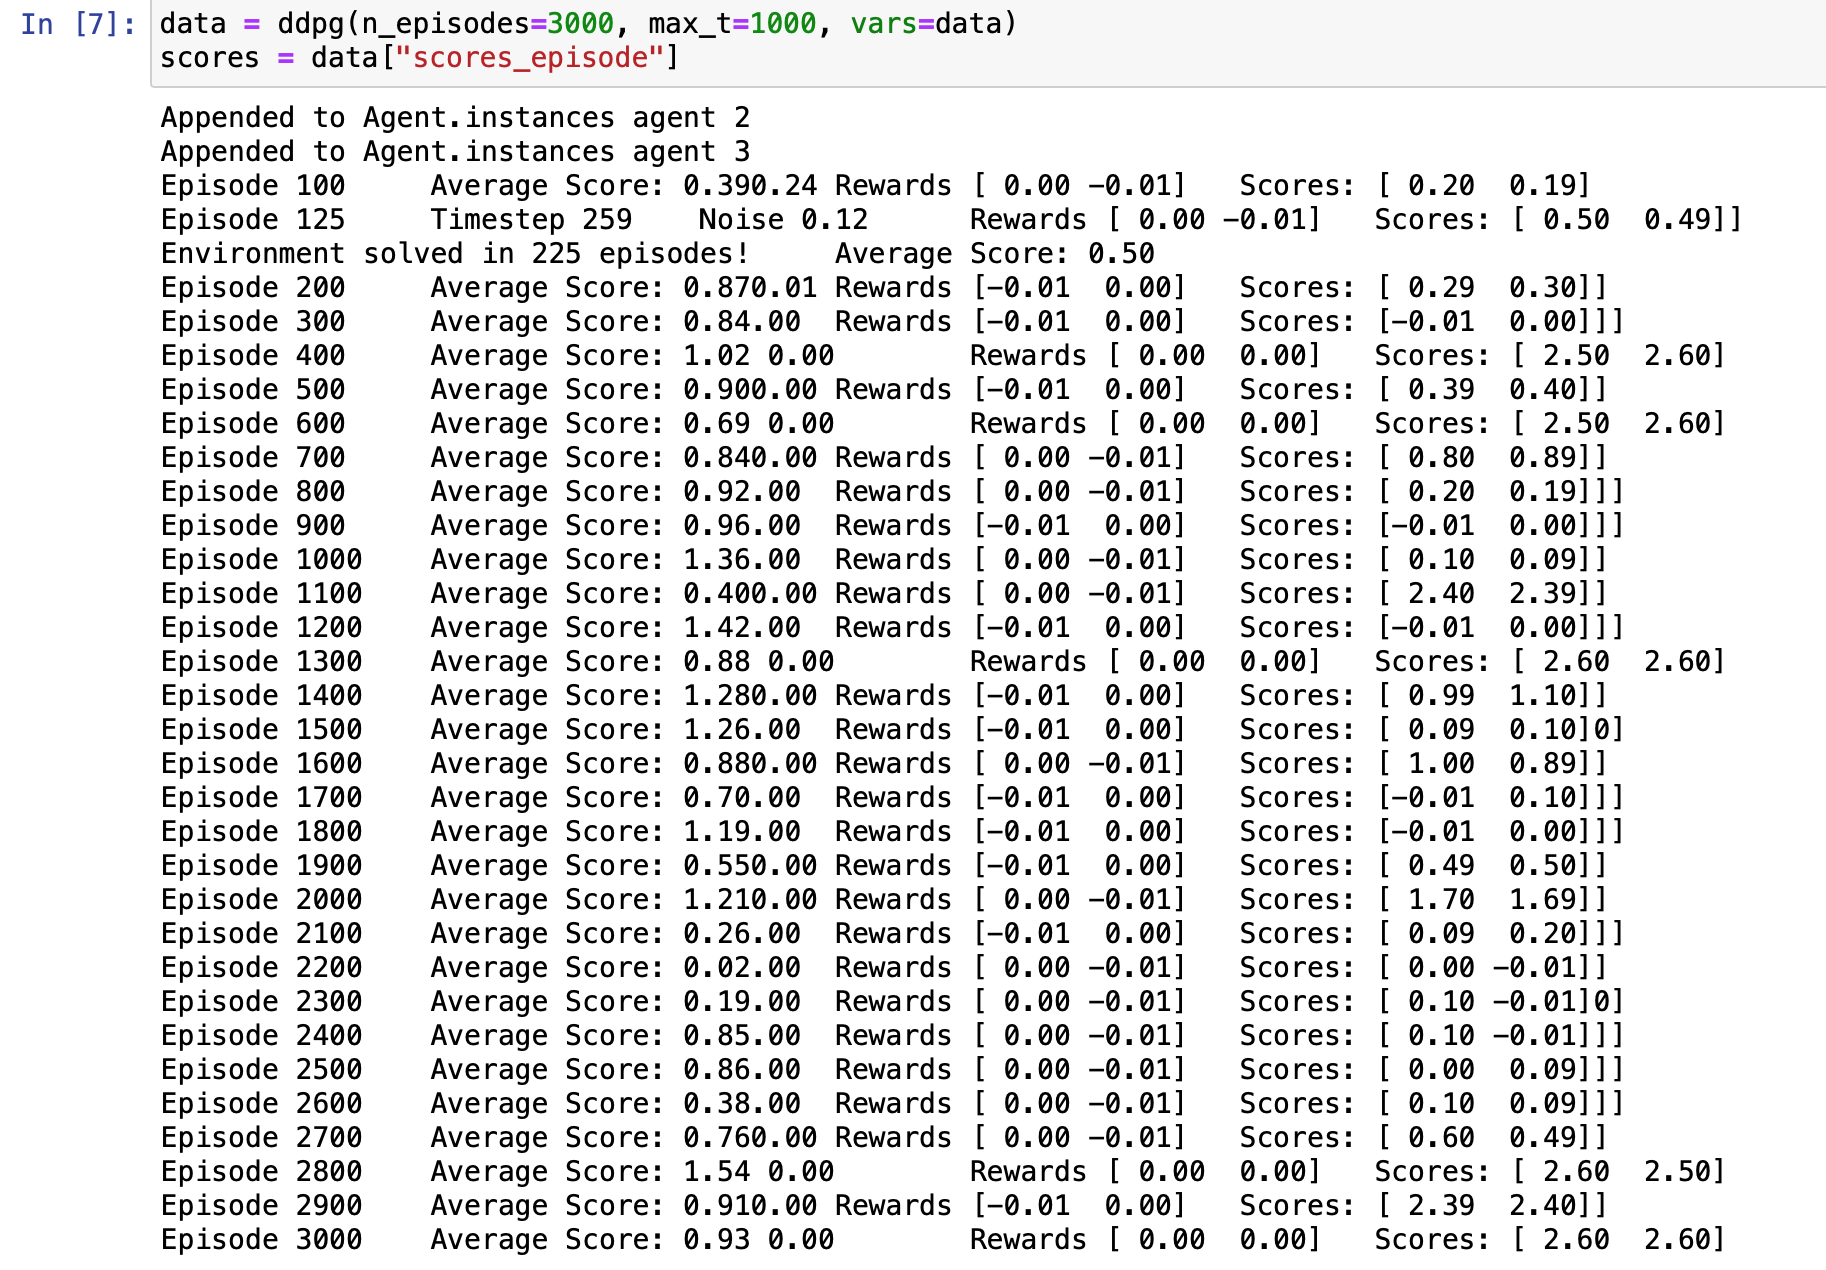 In [7]: data = ddpg(n_episodes=3000, max_t=1000, vars=data)
scores = data["scores_episode"]
Appended to Agent.instances agent 2
Appended to Agent.instances agent 3
Episode 100 Average Score: 0.390.24 Rewards [ 0.00 -0.01] Scores: [ 0.20 0.19]
Episode 125 Timestep 259 Noise 0.12 Rewards [ 0.00 -0.01] Scores: [ 0.50 0.49]]
Environment solved in 225 episodes! Average Score: 0.50
Episode 200 Average Score: 0.870.01 Rewards [-0.01 0.00] Scores: [ 0.29 0.30]]
Episode 300 Average Score: 0.84.00 Rewards [-0.01 0.00] Scores: [-0.01 0.00]]]
Episode 400 Average Score: 1.02 0.00 Rewards [ 0.00 0.00] Scores: [ 2.50 2.60]
Episode 500 Average Score: 0.900.00 Rewards [-0.01 0.00] Scores: [ 0.39 0.40]]
Episode 600 Average Score: 0.69 0.00 Rewards [ 0.00 0.00] Scores: [ 2.50 2.60]
Episode 700 Average Score: 0.840.00 Rewards [ 0.00 -0.01] Scores: [ 0.80 0.89]]
Episode 800 Average Score: 0.92.00 Rewards [ 0.00 -0.01] Scores: [ 0.20 0.19]]]
Episode 900 Average Score: 0.96.00 Rewards [-0.01 0.00] Scores: [-0.01 0.00]]]
Episode 1000 Average Score: 1.36.00 Rewards [ 0.00 -0.01] Scores: [ 0.10 0.09]]
Episode 1100 Average Score: 0.400.00 Rewards [ 0.00 -0.01] Scores: [ 2.40 2.39]]
Episode 1200 Average Score: 1.42.00 Rewards [-0.01 0.00] Scores: [-0.01 0.00]]]
Episode 1300 Average Score: 0.88 0.00 Rewards [ 0.00 0.00] Scores: [ 2.60 2.60]
Episode 1400 Average Score: 1.280.00 Rewards [-0.01 0.00] Scores: [ 0.99 1.10]]
Episode 1500 Average Score: 1.26.00 Rewards [-0.01 0.00] Scores: [ 0.09 0.10]0]
Episode 1600 Average Score: 0.880.00 Rewards [ 0.00 -0.01] Scores: [ 1.00 0.89]]
Episode 1700 Average Score: 0.70.00 Rewards [-0.01 0.00] Scores: [-0.01 0.10]]]
Episode 1800 Average Score: 1.19.00 Rewards [-0.01 0.00] Scores: [-0.01 0.00]]]
Episode 1900 Average Score: 0.550.00 Rewards [-0.01 0.00] Scores: [ 0.49 0.50]]
Episode 2000 Average Score: 1.210.00 Rewards [ 0.00 -0.01] Scores: [ 1.70 1.69]]
Episode 2100 Average Score: 0.26.00 Rewards [-0.01 0.00] Scores: [ 0.09 0.20]]]
Episode 2200 Average Score: 0.02.00 Rewards [ 0.00 -0.01] Scores: [ 0.00 -0.01]]
Episode 2300 Average Score: 0.19.00 Rewards [ 0.00 -0.01] Scores: [ 0.10 -0.01]0]
Episode 2400 Average Score: 0.85.00 Rewards [ 0.00 -0.01] Scores: [ 0.10 -0.01]]]
Episode 2500 Average Score: 0.86.00 Rewards [ 0.00 -0.01] Scores: [ 0.00 0.09]]]
Episode 2600 Average Score: 0.38.00 Rewards [ 0.00 -0.01] Scores: [ 0.10 0.09]]]
Episode 2700 Average Score: 0.760.00 Rewards [ 0.00 -0.01] Scores: [ 0.60 0.49]]
Episode 2800 Average Score: 1.54 0.00 Rewards [ 0.00 0.00] Scores: [ 2.60 2.50]
Episode 2900 Average Score: 0.910.00 Rewards [-0.01 0.00] Scores: [ 2.39 2.40]]
Episode 3000 Average Score: 0.93 0.00 Rewards [ 0.00 0.00] Scores: [ 2.60 2.60]